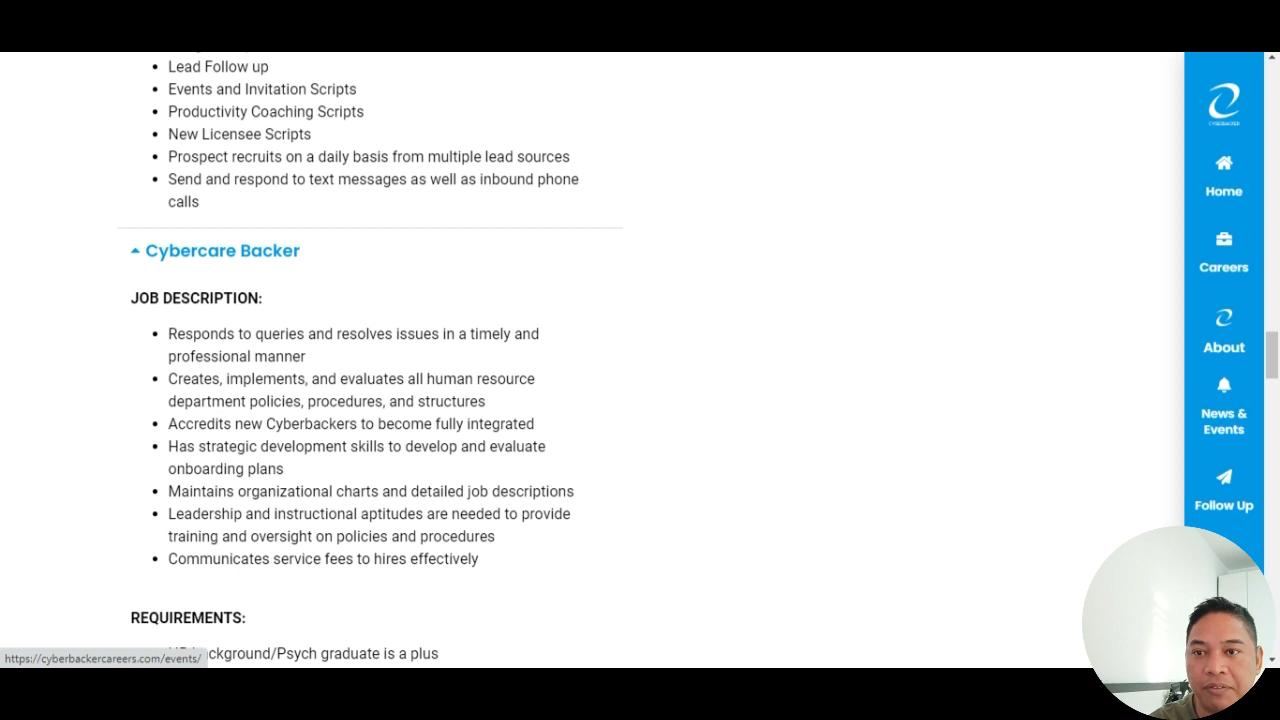 Lead Follow up
Events and Invitation Scripts
Productivity Coaching Scripts
New Licensee Scripts
Prospect recruits on a daily basis from multiple lead sources
Send and respond to text messages as well as inbound phone
calls
Cybercare Backer
JOB DESCRIPTION:
Responds to queries and resolves issues in a timely and
professional manner
Creates, implements, and evaluates all human resource
department policies, procedures, and structures
Accredits new Cyberbackers to become fully integrated
Has strategic development skills to develop and evaluate
onboarding plans
Maintains organizational charts and detailed job descriptions
Leadership and instructional aptitudes are needed to provide
training and oversight on policies and procedures
Communicates service fees to hires effectively
REQUIREMENTS:
graduate is a plus
https://cyberbackercareers.com/events/
CYBERBACKER
Home
Careers
About
News &
Events
Follow Up